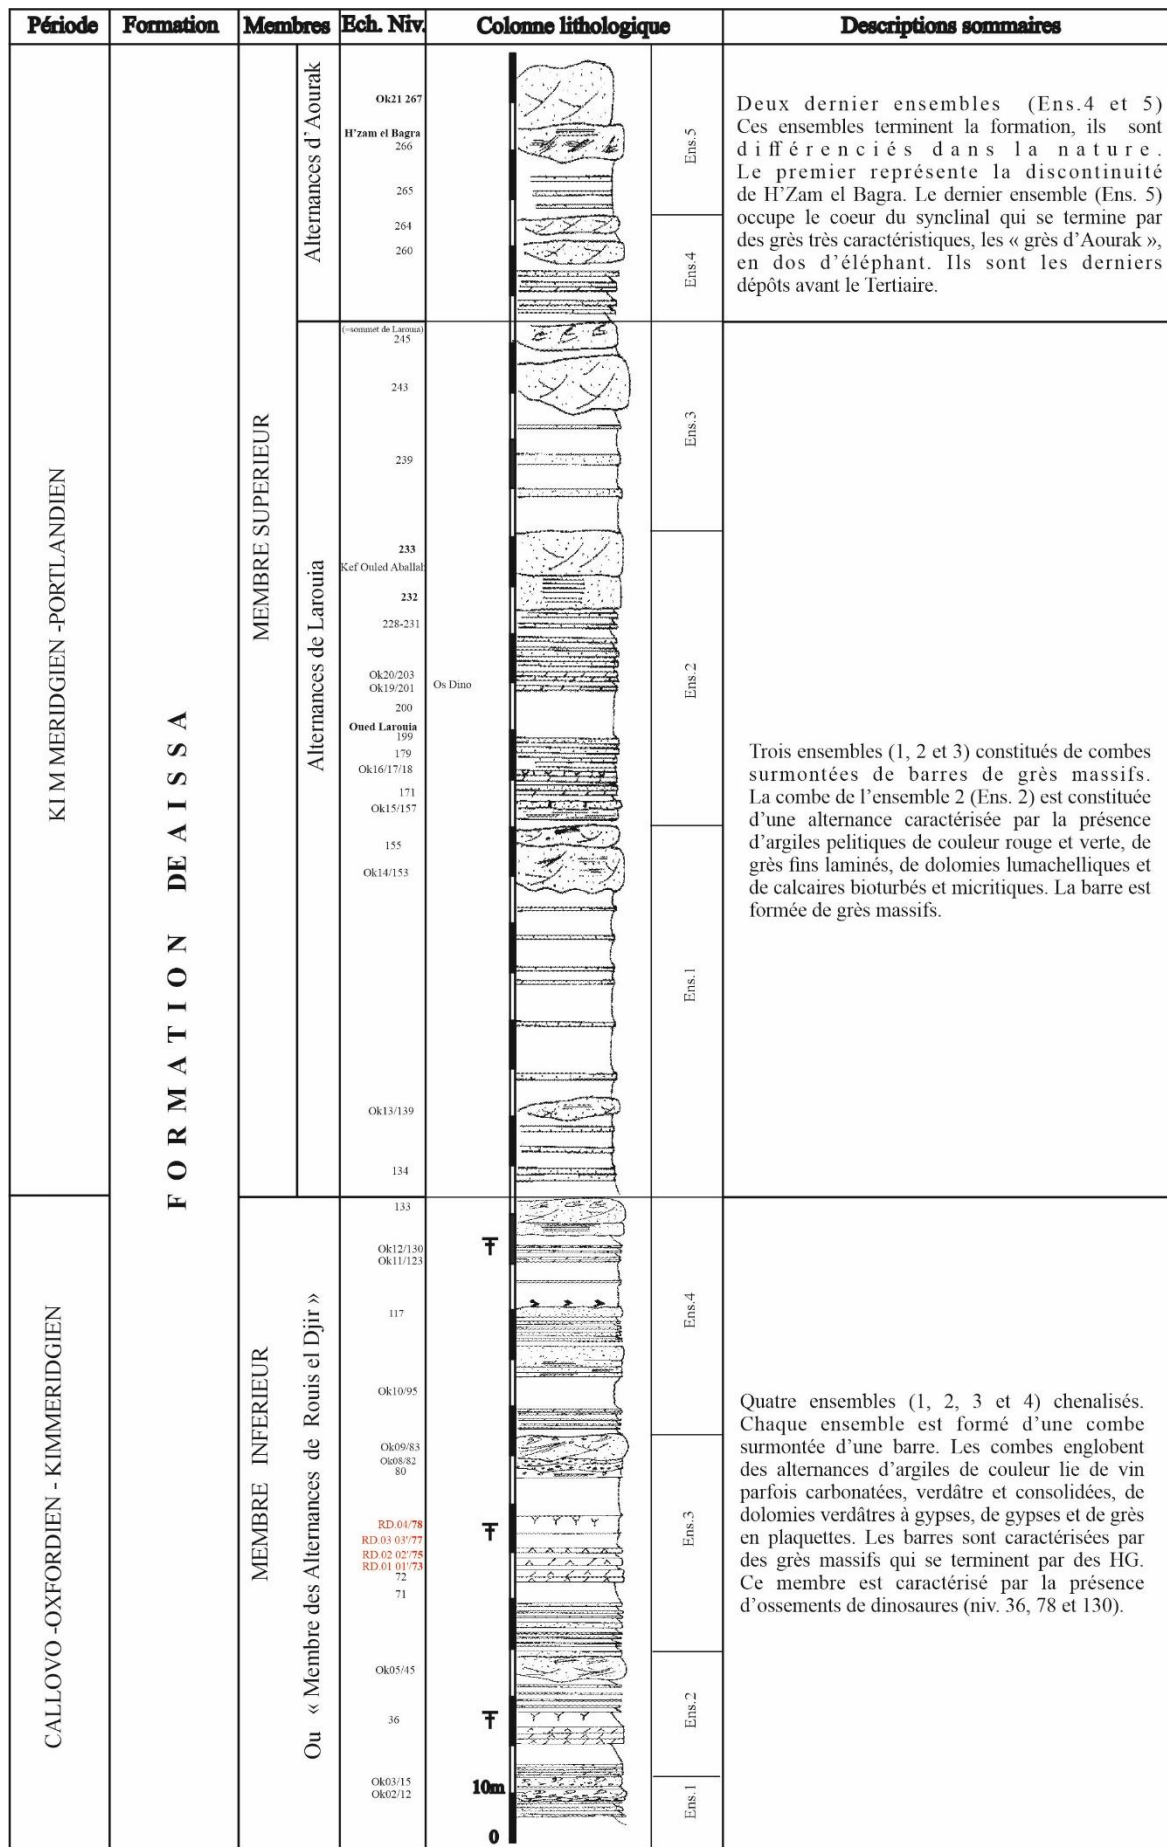 Période
Formation
Membres
Ech. Niv.
Colonne lithologique
Descriptions sommaires
KIMMERIDGIEN -PORTLANDIEN
CALLOVO -OXFORDIEN - KIMMERIDGIEN
FORMATION DE AISSA
MEMBRE SUPERIEUR
MEMBRE INFERIEUR
Alternances d' Aourak
Alternances de Larouia
Ou « Membre des Alternances de Rouis el Djir »
Ok21 267
H'zam el Bagra
266
265
264
260
(=sommet de Larouia)
245
243
239
233
Kef Ouled Aballah
232
228-231
Ok20/203
Ok19/201
200
Oued Larouia
199
179
Ok16/17/18
171
Ok15/157
155
Ok14/153
Ok13/139
134
133
Ok12/130
Ok11/123
117
Ok10/95
Ok09/83
Ok08/82
80
RD.04/78
RD.03 03'/77
RD.02 02'/75
RD.01 01'/73
72
71
Ok05/45
36
Ok03/15
Ok02/12
Os Dino
10m
0
Ens.5
Ens.4
Ens.3
Ens.2
Ens.1
Ens.4
Ens.3
Ens.2
Ens.1
Deux dernier ensembles (Ens.4 et 5)
Ces ensembles terminent la formation, ils sont
différenciés dans la nature.
Le premier représente la discontinuité
de H'Zam el Bagra. Le dernier ensemble (Ens. 5)
occupe le coeur du synclinal qui se termine par
des grès très caractéristiques, les « grès d'Aourak »,
en dos d'éléphant. Ils sont les derniers
dépôts avant le Tertiaire.
Trois ensembles (1, 2 et 3) constitués de combes
surmontées de barres de grès massifs.
La combe de l'ensemble 2 (Ens. 2) est constituée
d'une alternance caractérisée par la présence
d'argiles pelitiques de couleur rouge et verte, de
grès fins laminés, de dolomies lumachelliques et
de calcaires bioturbés et micritiques. La barre est
formée de grès massifs.
Quatre ensembles (1, 2, 3 et 4) chenalisés.
Chaque ensemble est formé d'une combe
surmontée d'une barre. Les combes englobent
des alternances d'argiles de couleur lie de vin
parfois carbonatées, verdâtre et consolidées, de
dolomies verdâtres à gypses, de gypses et de grès
en plaquettes. Les barres sont caractérisées par
des grès massifs qui se terminent par des HG.
Ce membre est caractérisé par la présence
d'ossements de dinosaures (niv. 36, 78 et 130).